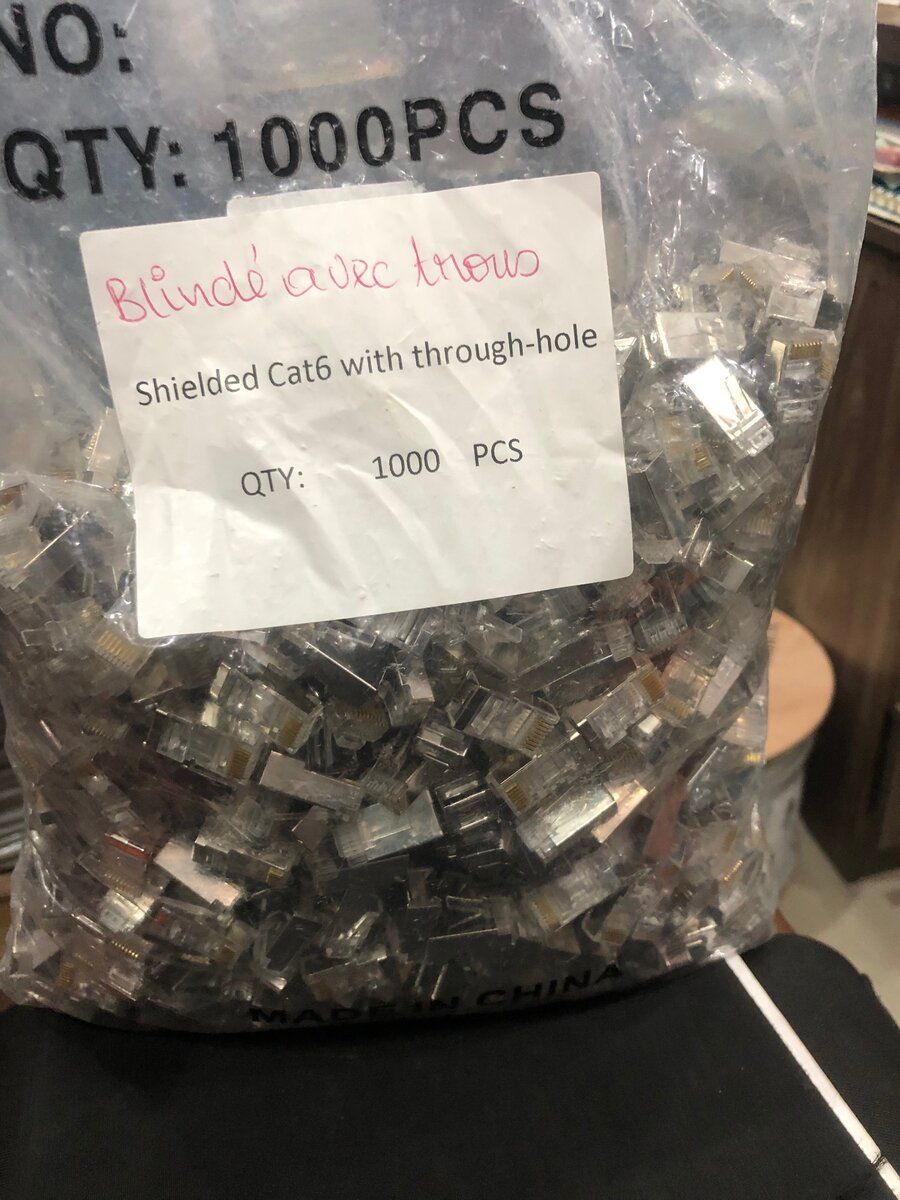 NO:
QTY: 1000PCS
Blindé avec trous
Shielded Cat6 with through-hole
QTY: 1000 PCS
MADE IN CHINA